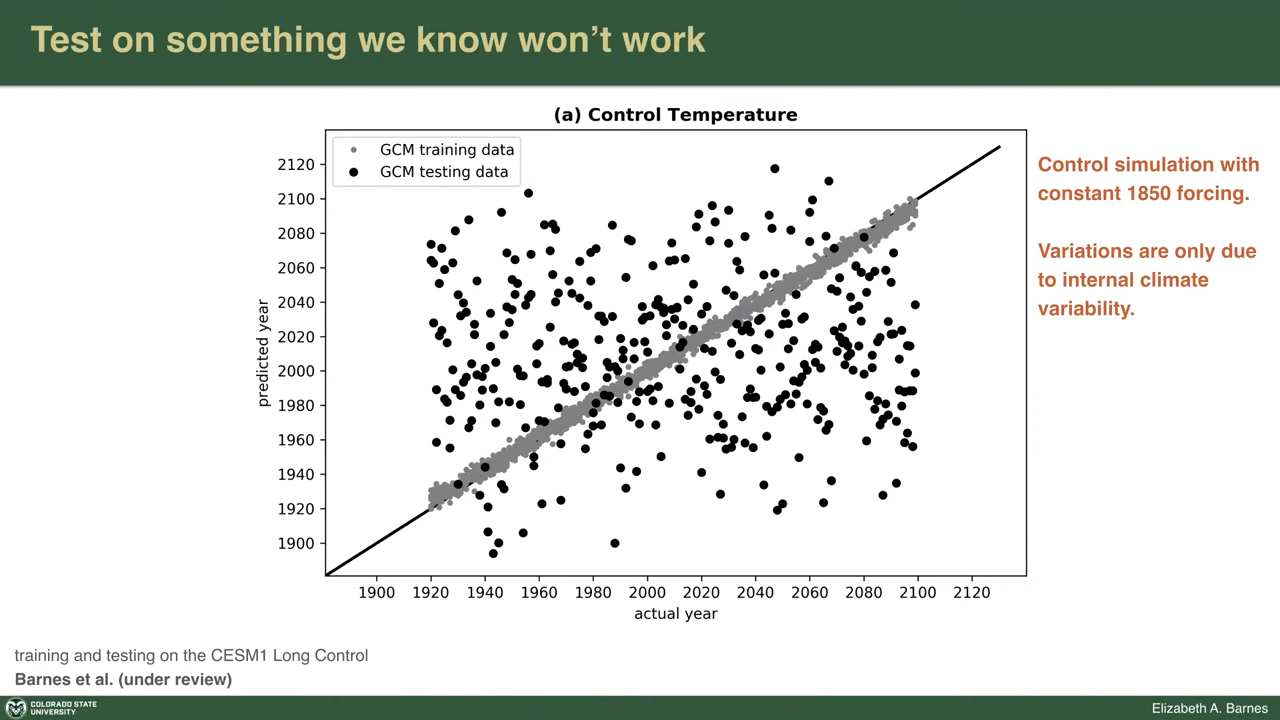 Test on something we know won’t work
(a) Control Temperature
GCM training data
GCM testing data
2120
2100
2080
2060
2040
2020
2000
1980
1960
1940
1920
1900
predicted year
1900 1920 1940 1960 1980 2000 2020 2040 2060 2080 2100 2120
actual year
Control simulation with
constant 1850 forcing.
Variations are only due
to internal climate
variability.
training and testing on the CESM1 Long Control
Barnes et al. (under review)
COLORADO STATE
UNIVERSITY
Elizabeth A. Barnes